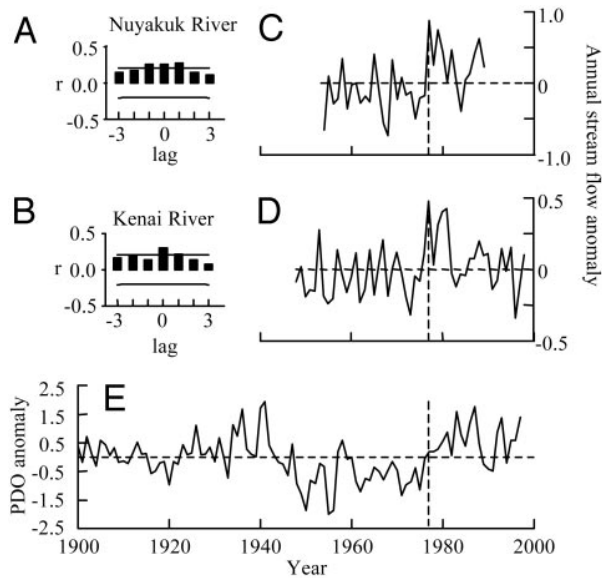 A
Nuyakuk River
0.5
r 0.0
-0.5
-3 0 3
lag
C
1.0
0
-1.0
B
Kenai River
0.5
r 0.0
-0.5
-3 0 3
lag
D
0.5
0
-0.5
Annual stream flow anomaly
E
PDO anomaly
2.5
1.5
0.5
-0.5
-1.5
-2.5
1900 1920 1940 1960 1980 2000
Year